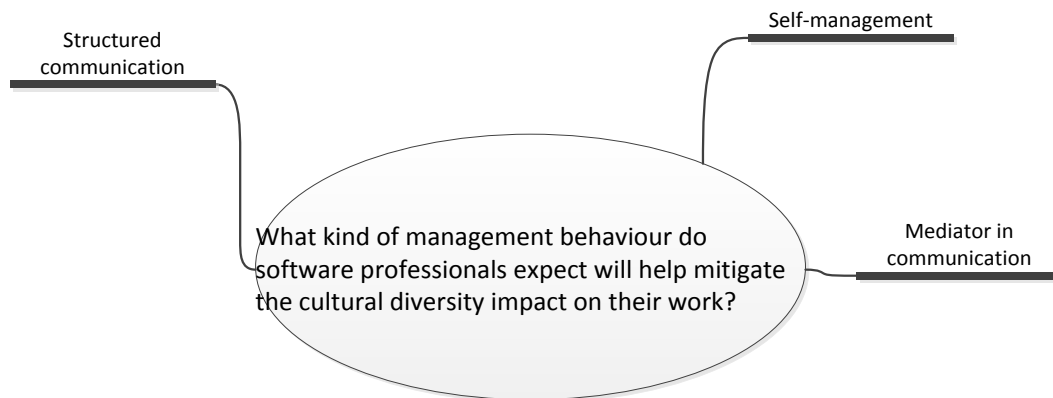 Self-management
Structured
communication
What kind of management behaviour do
software professionals expect will help mitigate
the cultural diversity impact on their work?
Mediator in
communication